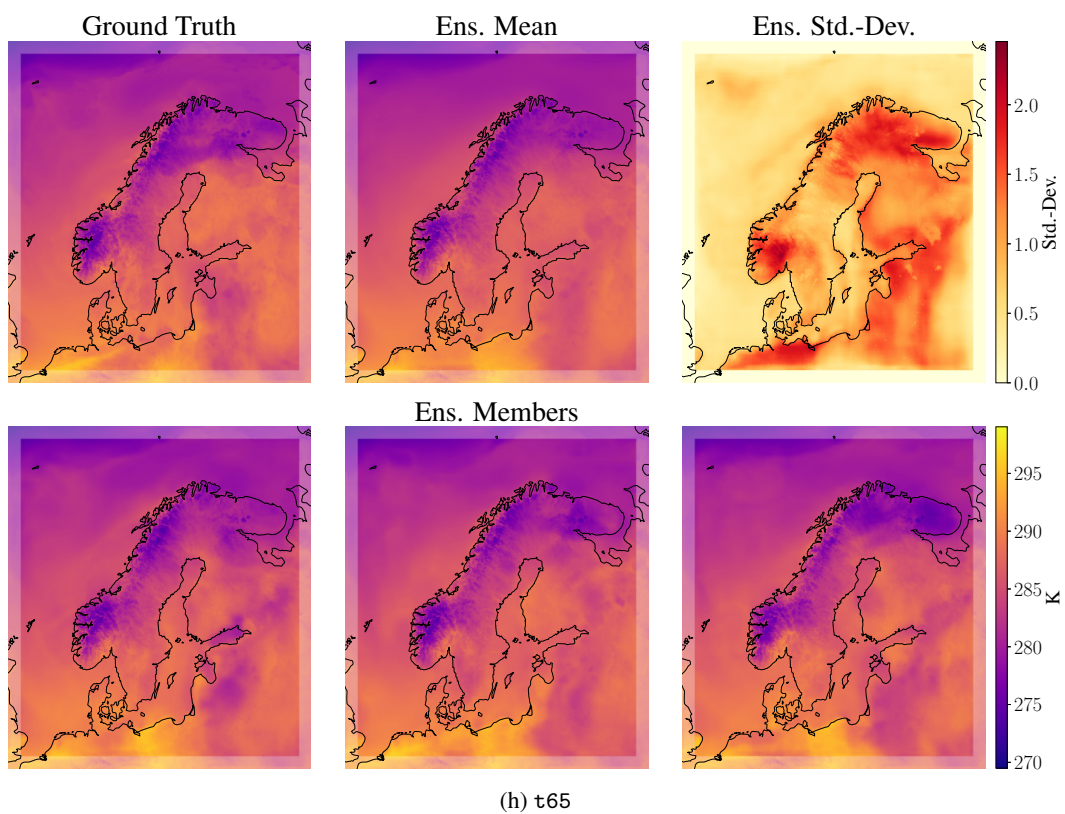 Ground Truth
Ens. Mean
Ens. Std.-Dev.
2.0
1.5
1.0
0.5
0.0
Std.-Dev.
Ens. Members
295
290
285
280
275
270
K
(h) t65